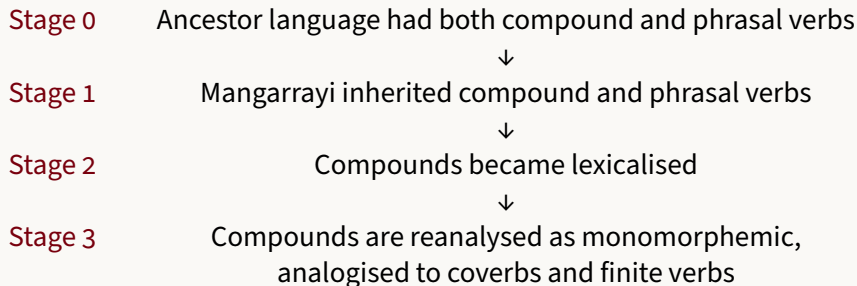 Stage 0 Ancestor language had both compound and phrasal verbs
↓
Stage 1 Mangarrayi inherited compound and phrasal verbs
↓
Stage 2 Compounds became lexicalised
↓
Stage 3 Compounds are reanalysed as monomorphemic,
analogised to coverbs and finite verbs